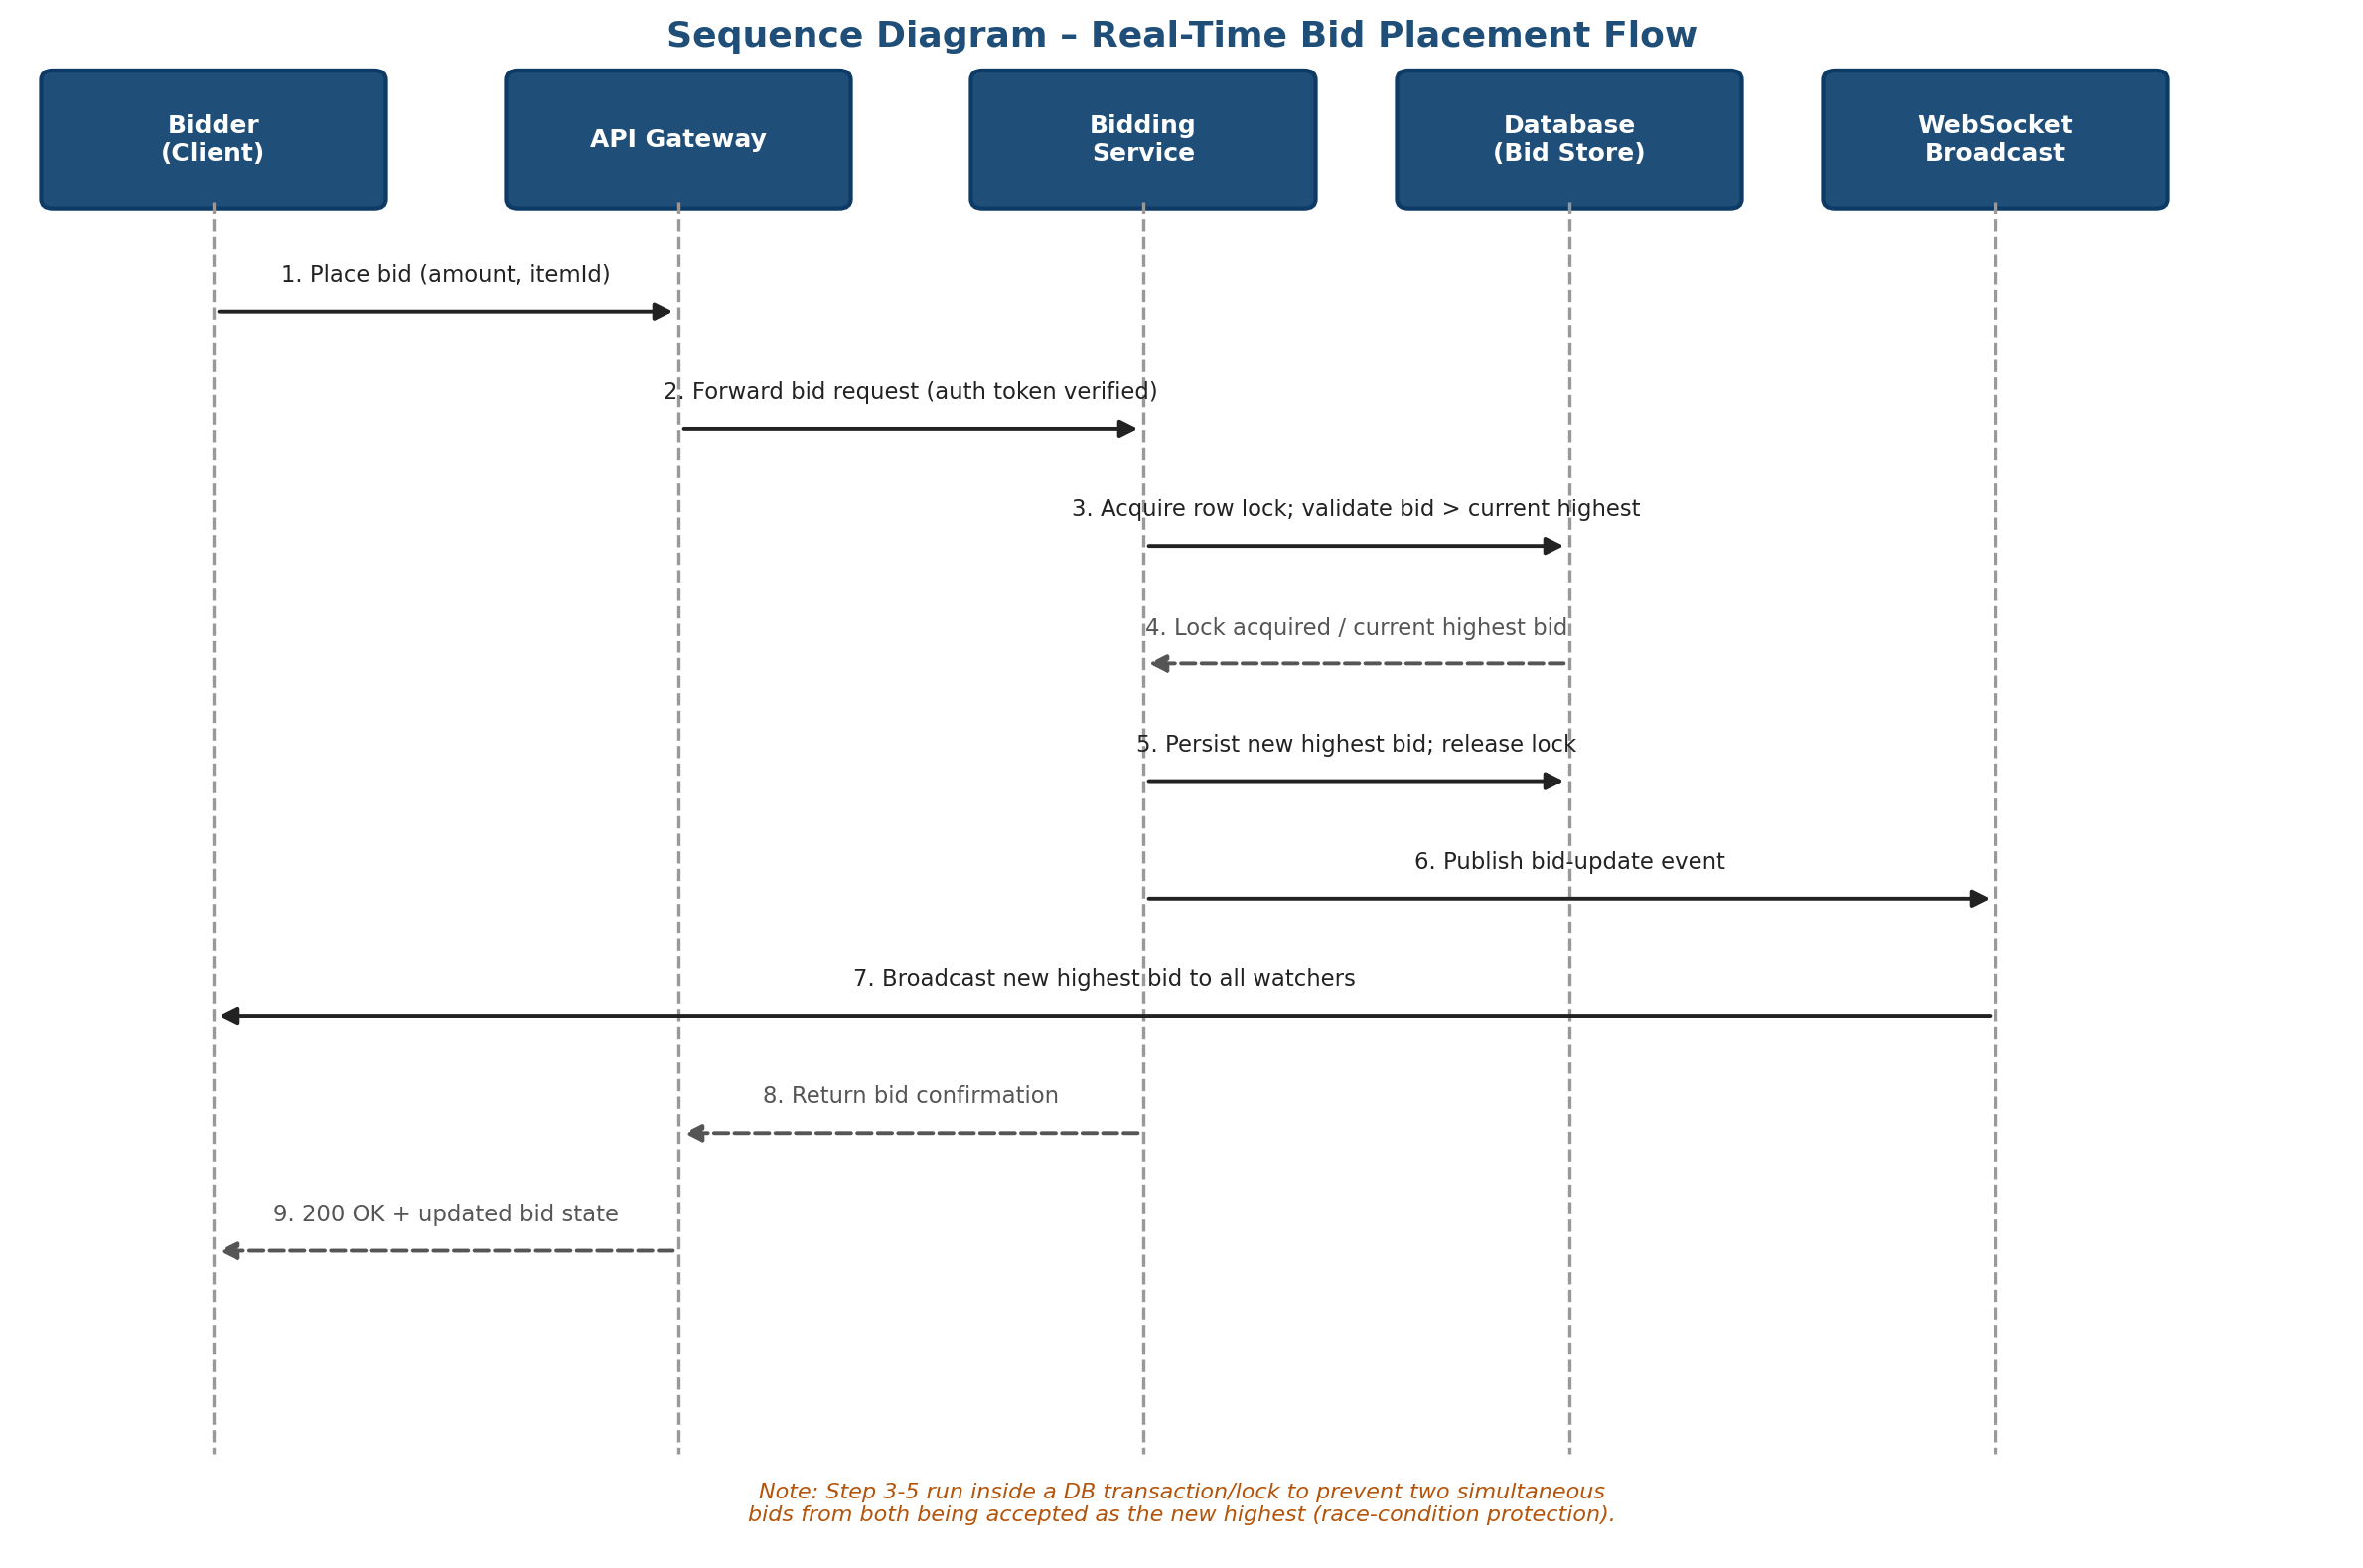 Sequence Diagram – Real-Time Bid Placement Flow
Bidder
(Client)
API Gateway
Bidding
Service
Database
(Bid Store)
WebSocket
Broadcast
1. Place bid (amount, itemId)
2. Forward bid request (auth token verified)
3. Acquire row lock; validate bid > current highest
4. Lock acquired / current highest bid
5. Persist new highest bid; release lock
6. Publish bid-update event
7. Broadcast new highest bid to all watchers
8. Return bid confirmation
9. 200 OK + updated bid state
Note: Step 3-5 run inside a DB transaction/lock to prevent two simultaneous
bids from both being accepted as the new highest (race-condition protection).